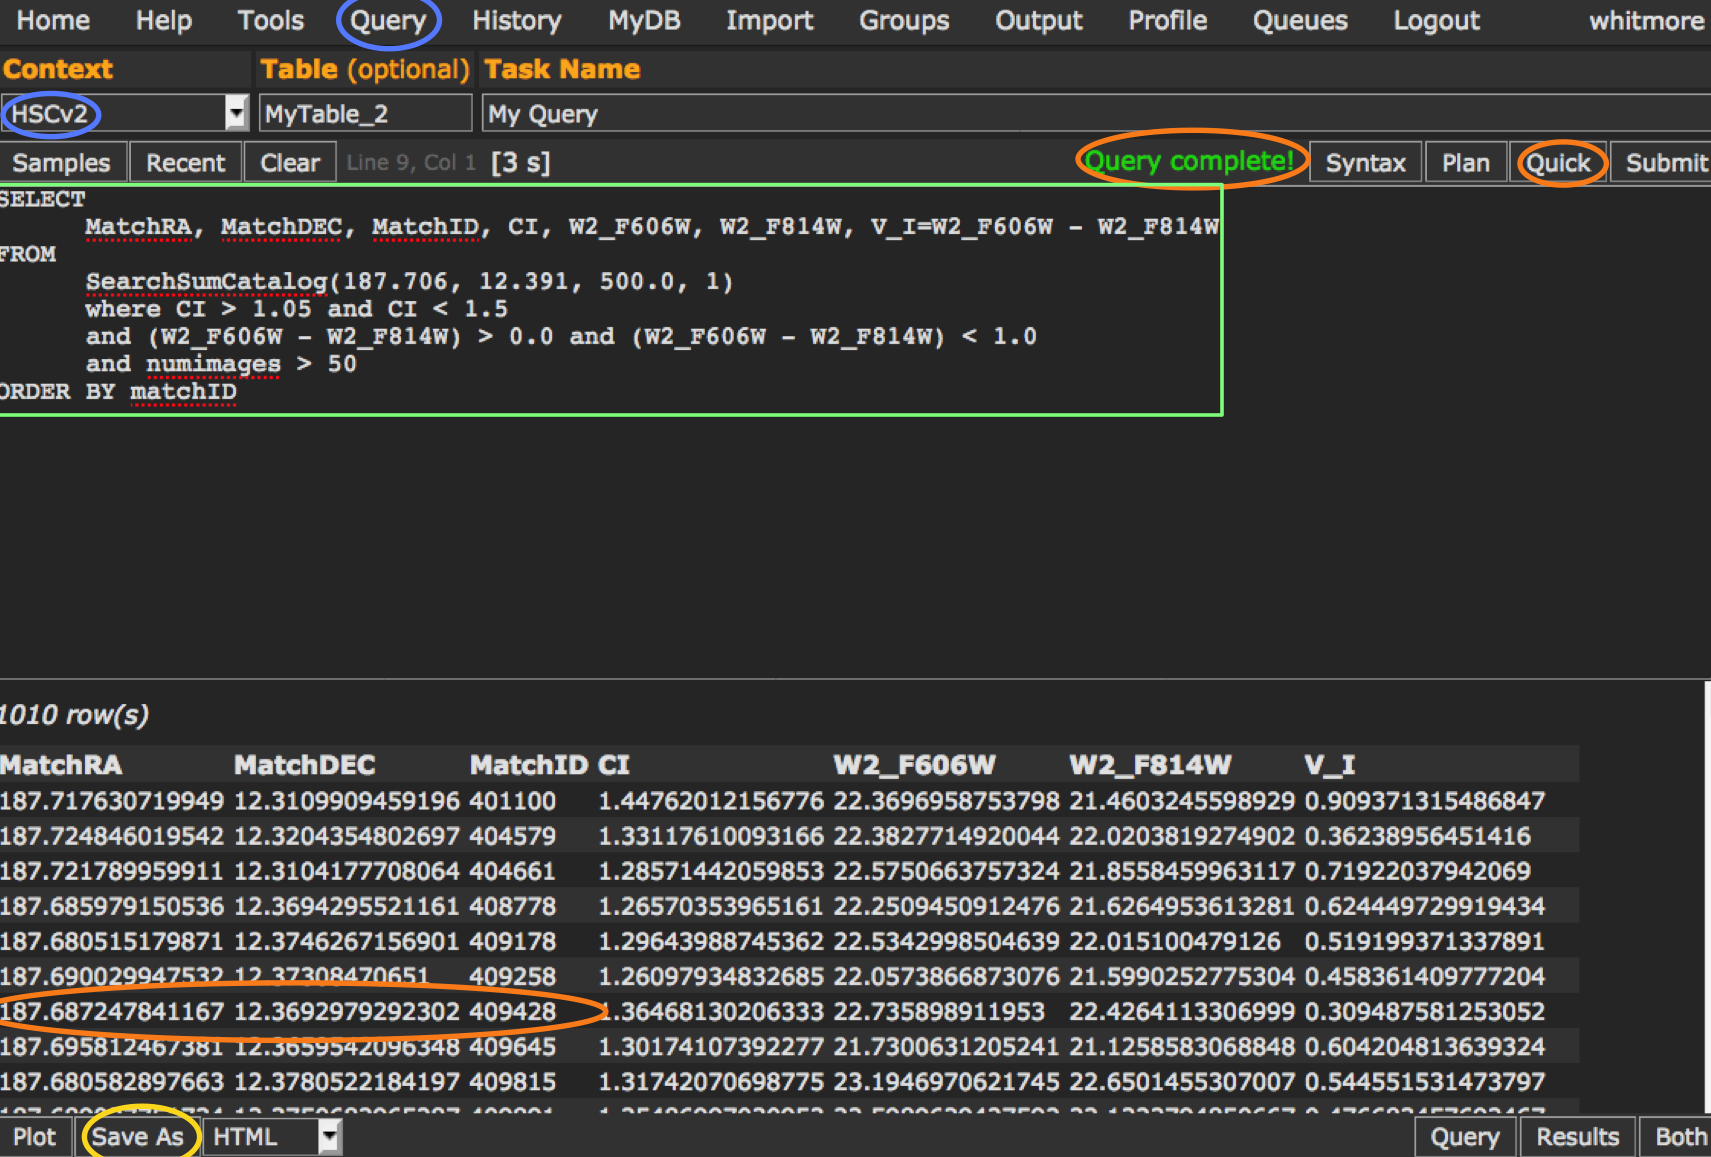 Home Help Tools Query History MyDB Import Groups Output Profile Queues Logout whitmore
Context Table (optional) Task Name
HSCv2 MyTable_2 My Query
Samples Recent Clear Line 9, Col 1 [3 s] Query complete! Syntax Plan Quick Submit
SELECT
MatchRA, MatchDEC, MatchID, CI, W2_F606W, W2_F814W, V_I=W2_F606W - W2_F814W
FROM
SearchSumCatalog(187.706, 12.391, 500.0, 1)
where CI > 1.05 and CI < 1.5
and (W2_F606W - W2_F814W) > 0.0 and (W2_F606W - W2_F814W) < 1.0
and numimages > 50
ORDER BY matchID
1010 row(s)
MatchRA MatchDEC MatchID CI W2_F606W W2_F814W V_I
187.717630719949 12.3109909459196 401100 1.44762012156776 22.3696958753798 21.4603245598929 0.909371315486847
187.724846019542 12.3204354802697 404579 1.33117610093166 22.3827714920044 22.0203819274902 0.36238956451416
187.721789959911 12.3104177708064 404661 1.28571442059853 22.5750663757324 21.8558459963117 0.71922037942069
187.685979150536 12.3694295521161 408778 1.26570353965161 22.2509450912476 21.6264953613281 0.624449729919434
187.680515179871 12.3746267156901 409178 1.29643988745362 22.5342998504639 22.015100479126 0.519199371337891
187.690029947532 12.37308470651 409258 1.26097934832685 22.0573866873076 21.5990252775304 0.458361409777204
187.687247841167 12.3692979292302 409428 1.36468130206333 22.735898911953 22.4264113306999 0.309487581253052
187.695812467381 12.3659542096348 409645 1.30174107392277 21.7300631205241 21.1258583068848 0.604204813639324
187.680582897663 12.3780522184197 409815 1.31742070698775 23.1946970621745 22.6501455307007 0.544551531473797
Plot Save As HTML Query Results Both